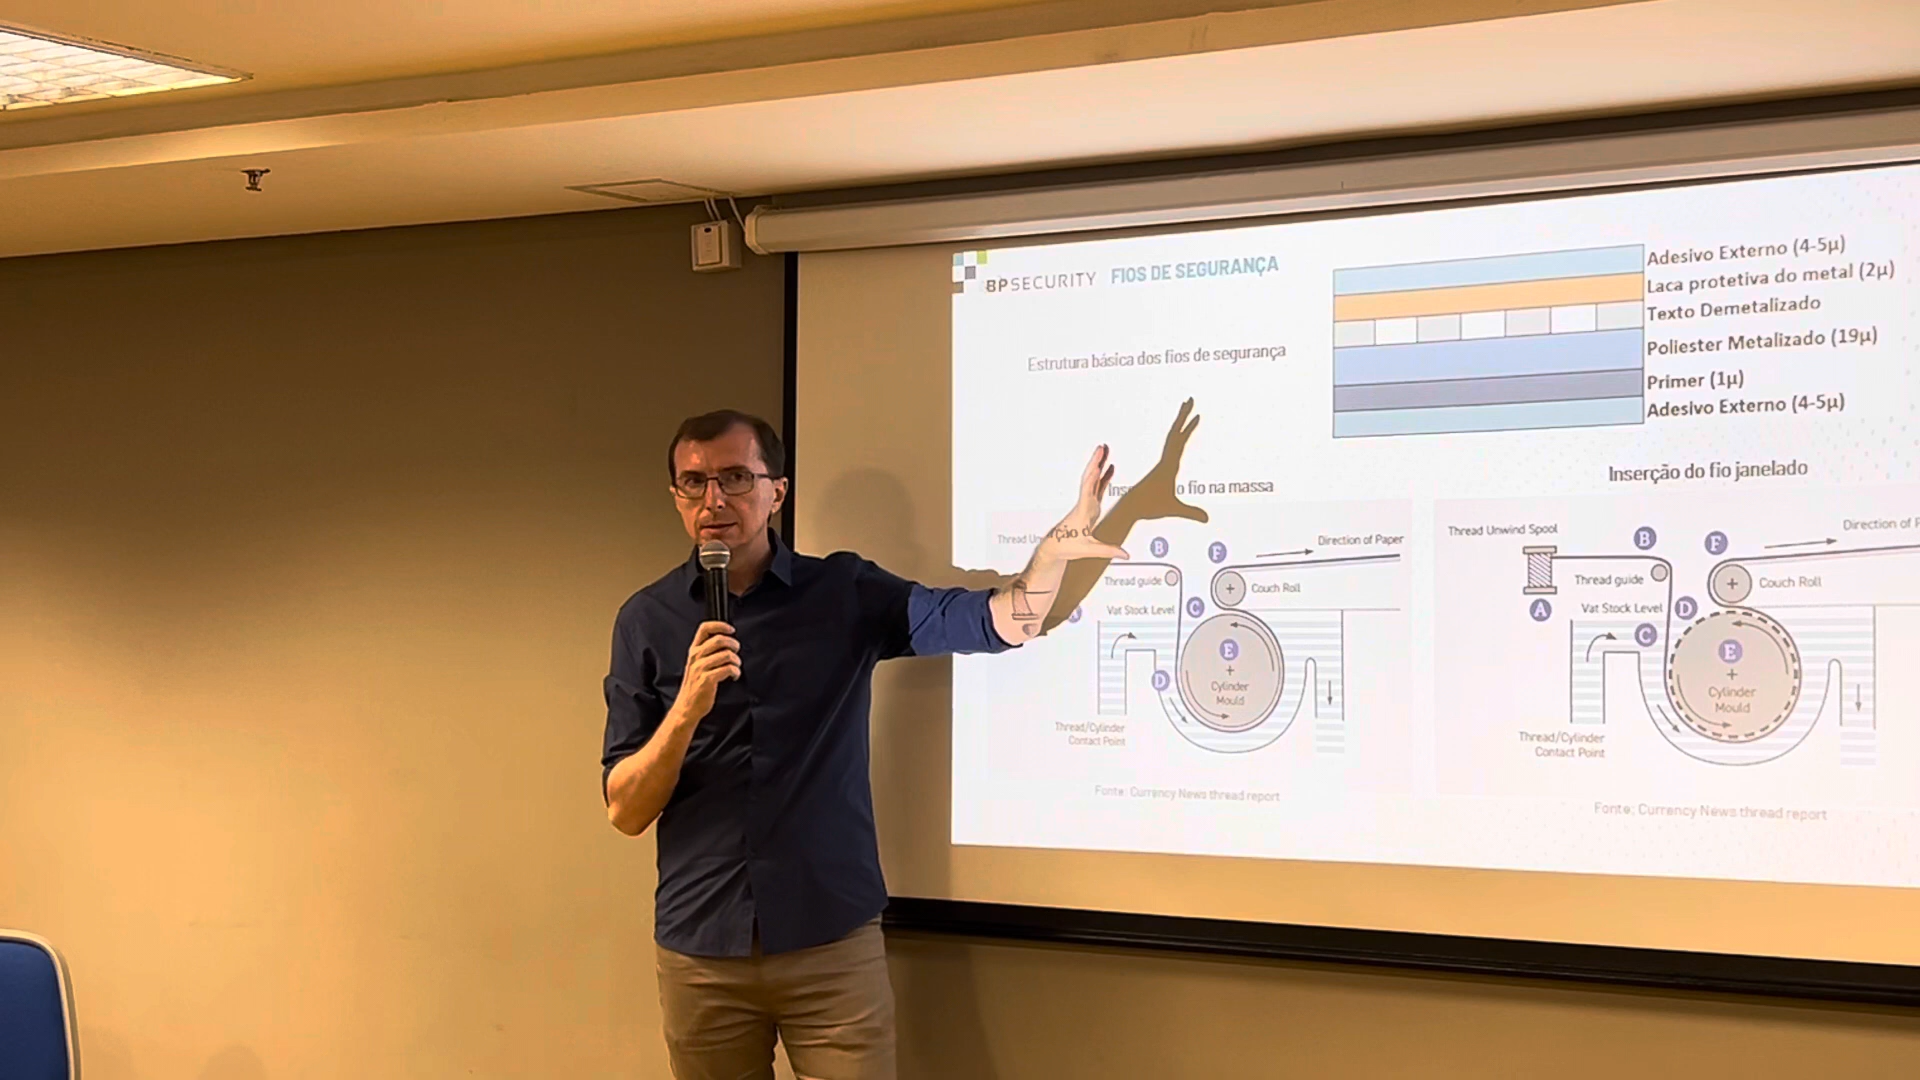 BPSECURITY FIOS DE SEGURANÇA
Adesivo Externo (4-5µ)
Laca protetiva do metal (2µ)
Texto Demetalizado
Poliester Metalizado (19µ)
Primer (1µ)
Adesivo Externo (4-5µ)
Estrutura básica dos fios de segurança
o fio na massa
Thread
B
F
Direction of Paper
Thread guide
Couch Roll
Vat Stock Level
C
A
E
+
Cylinder
Mould
D
Thread/Cylinder
Contact Point
Fonte: Currency News thread report
Inserção do fio janelado
Thread Unwind Spool
B
F
Direction of
Thread guide
Couch Roll
A
Vat Stock Level
D
C
E
+
Cylinder
Mould
Thread/Cylinder
Contact Point
Fonte: Currency News thread report